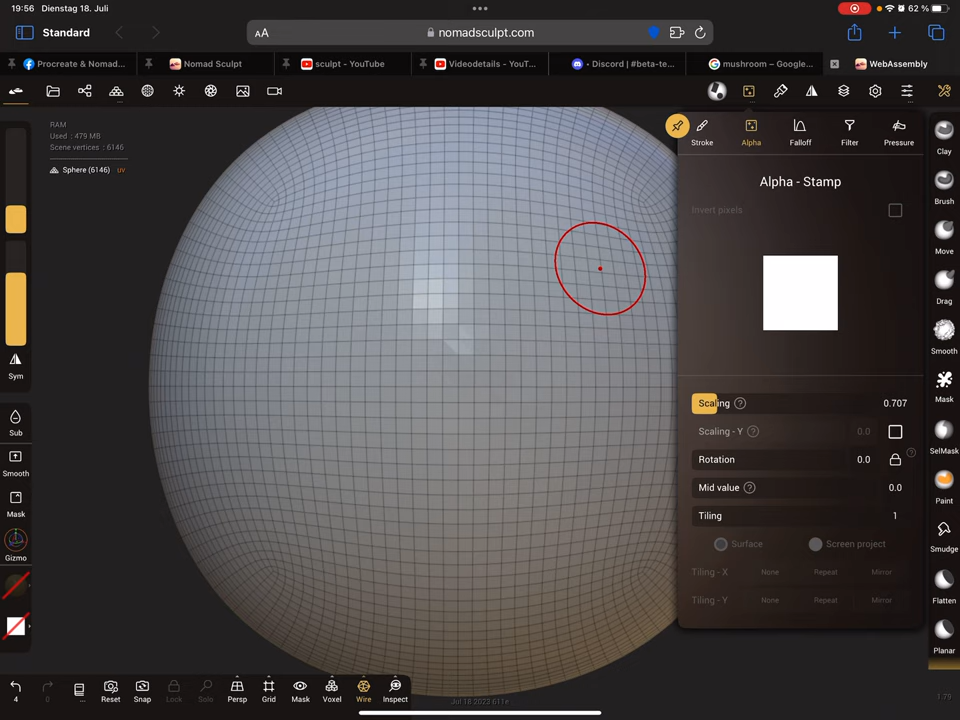 19:56 Dienstag 18. Juli
62 %
Standard
AA
nomadsculpt.com
Procreate & Nomad...
Nomad Sculpt
sculpt - YouTube
Videodetails - YouT...
• Discord | #beta-te...
mushroom – Google...
WebAssembly
RAM
Used : 479 MB
Scene vertices : 6146
Sphere (6146) uv
Stroke
Alpha
Falloff
Filter
Pressure
Alpha - Stamp
Invert pixels
Scaling ? 0.707
Scaling - Y ? 0.0
Rotation 0.0 ?
Mid value ? 0.0
Tiling 1
Surface
Screen project
Tiling - X None Repeat Mirror
Tiling - Y None Repeat Mirror
Clay
Brush
Move
Drag
Smooth
Mask
SelMask
Paint
Smudge
Flatten
Planar
Sym
Sub
Smooth
Mask
Gizmo
4
0
...
Reset
Snap
Lock
Solo
Persp
Grid
Mask
Voxel
Wire
Inspect
Jul 18 2023 611e
1.79